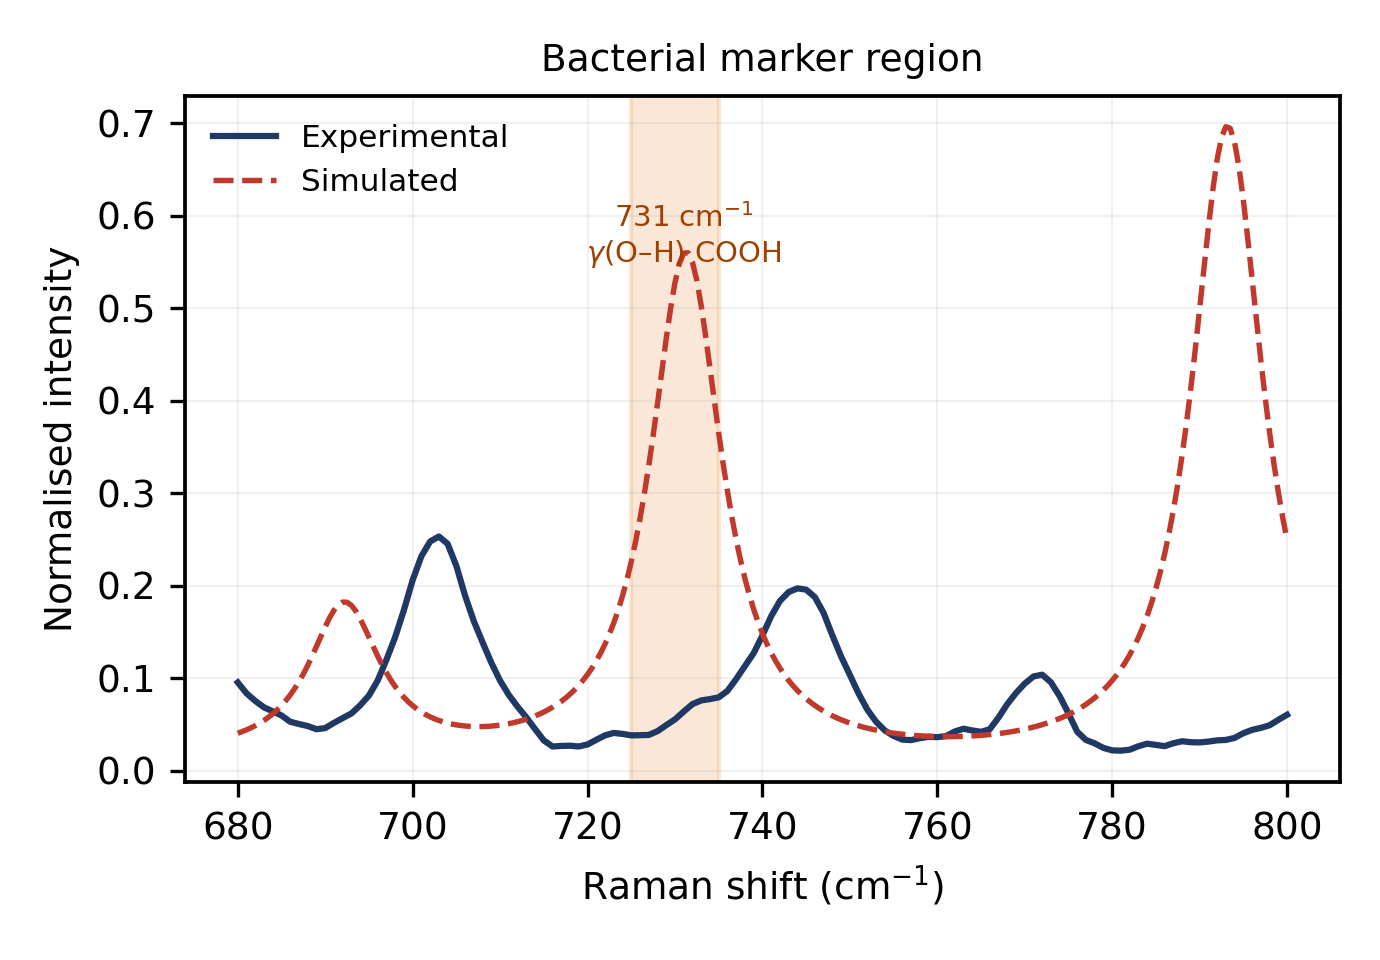 Bacterial marker region
Experimental
Simulated
731 cm⁻¹
γ(O–H) COOH
Normalised intensity
0.7
0.6
0.5
0.4
0.3
0.2
0.1
0.0
680 700 720 740 760 780 800
Raman shift (cm⁻¹)